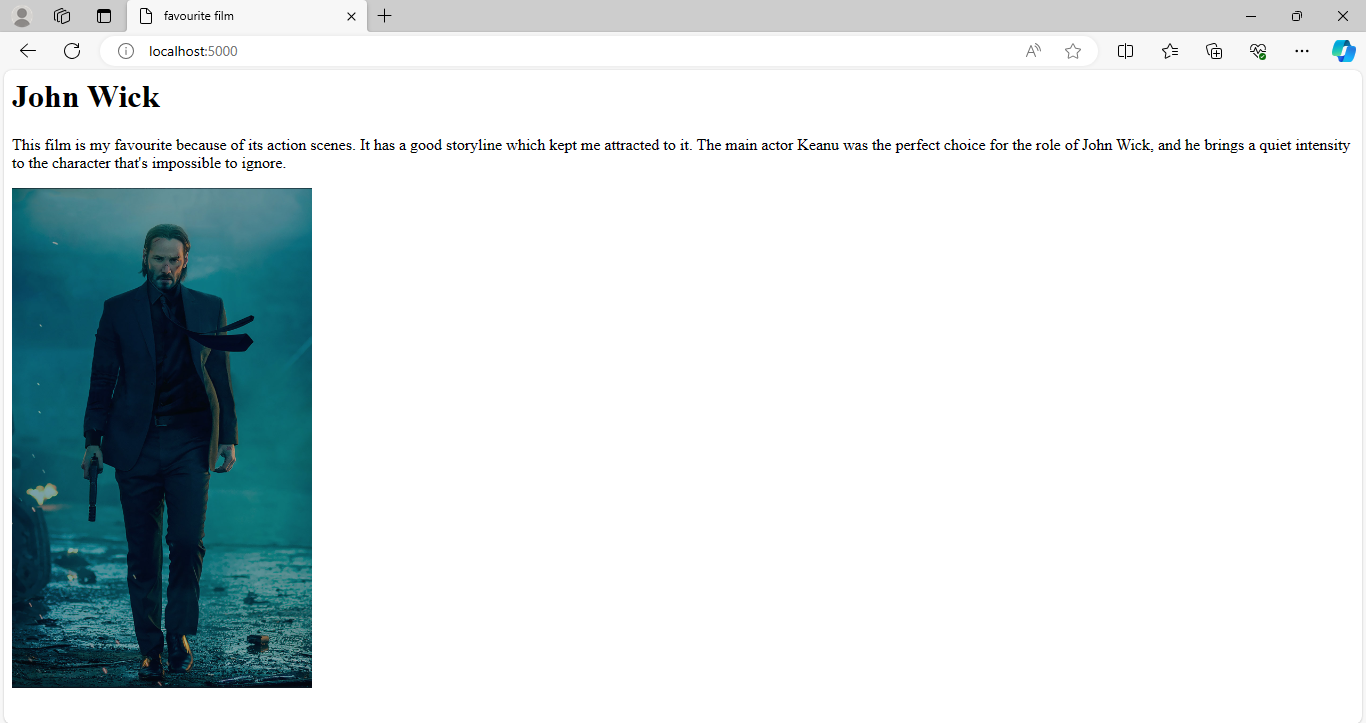 favourite film
localhost:5000
John Wick
This film is my favourite because of its action scenes. It has a good storyline which kept me attracted to it. The main actor Keanu was the perfect choice for the role of John Wick, and he brings a quiet intensity
to the character that's impossible to ignore.